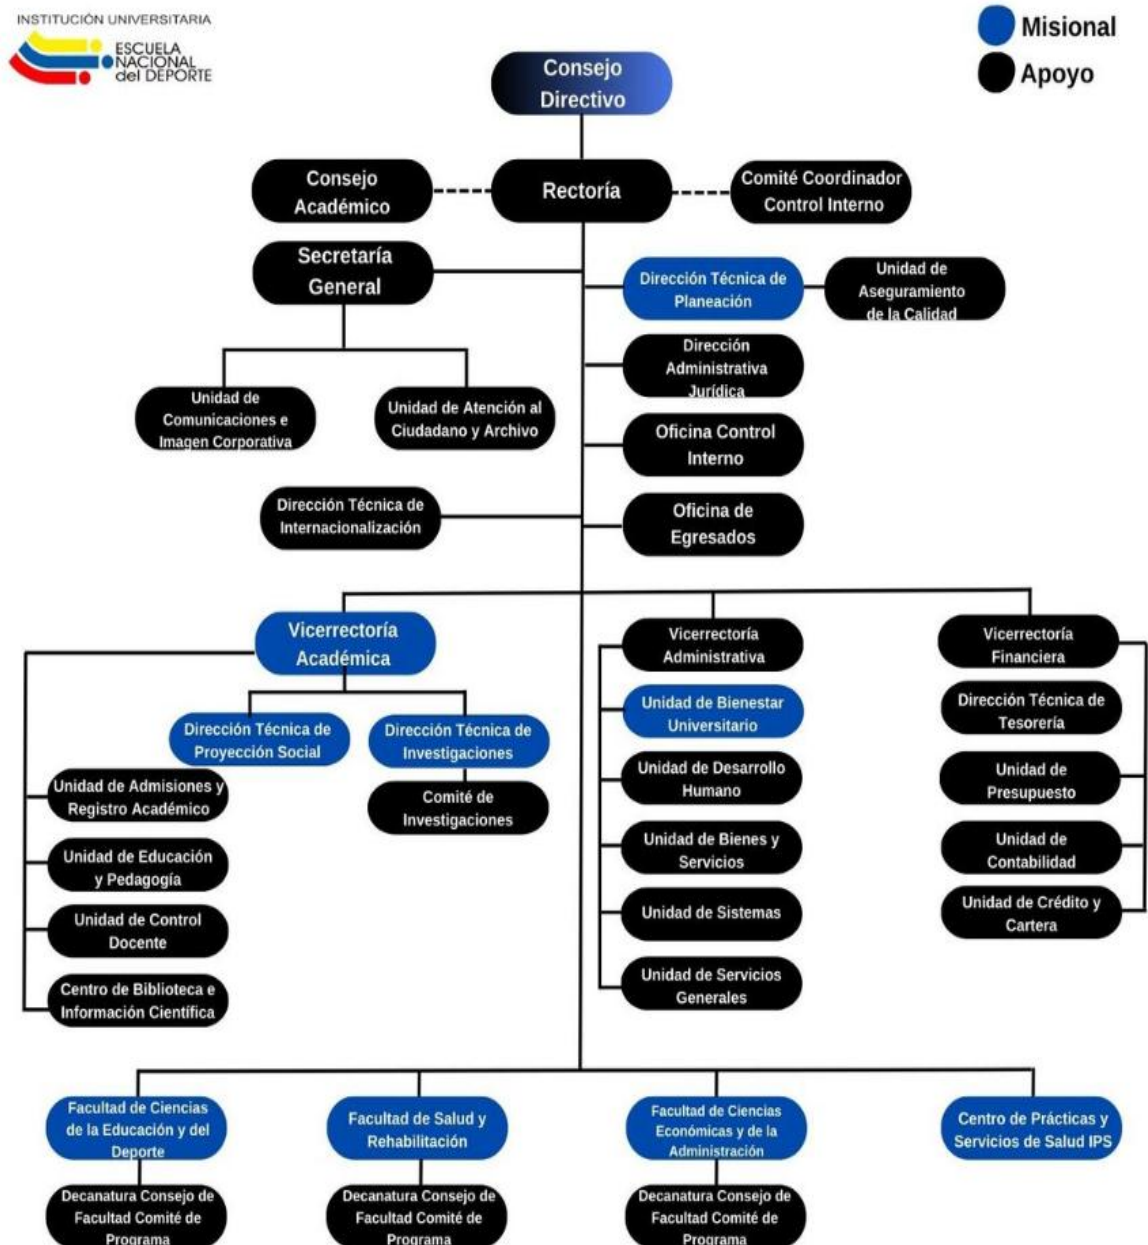 INSTITUCIÓN UNIVERSITARIA
ESCUELA
NACIONAL
del DEPORTE
Misional
Apoyo
Consejo
Directivo
Consejo
Académico
Rectoría
Comité Coordinador
Control Interno
Secretaría
General
Dirección Técnica de
Planeación
Unidad de
Aseguramiento
de la Calidad
Dirección
Administrativa
Jurídica
Unidad de
Comunicaciones e
Imagen Corporativa
Unidad de Atención al
Ciudadano y Archivo
Oficina Control
Interno
Dirección Técnica de
Internacionalización
Oficina de
Egresados
Vicerrectoría
Académica
Vicerrectoría
Administrativa
Vicerrectoría
Financiera
Dirección Técnica de
Proyección Social
Dirección Técnica de
Investigaciones
Comité de
Investigaciones
Unidad de Admisiones y
Registro Académico
Unidad de Educación
y Pedagogía
Unidad de Control
Docente
Centro de Biblioteca e
Información Científica
Unidad de Bienestar
Universitario
Unidad de Desarrollo
Humano
Unidad de Bienes y
Servicios
Unidad de Sistemas
Unidad de Servicios
Generales
Dirección Técnica de
Tesorería
Unidad de
Presupuesto
Unidad de
Contabilidad
Unidad de Crédito y
Cartera
Facultad de Ciencias
de la Educación y del
Deporte
Facultad de Salud y
Rehabilitación
Facultad de Ciencias
Económicas y de la
Administración
Centro de Prácticas y
Servicios de Salud IPS
Decanatura Consejo de
Facultad Comité de
Programa
Decanatura Consejo de
Facultad Comité de
Programa
Decanatura Consejo de
Facultad Comité de
Programa